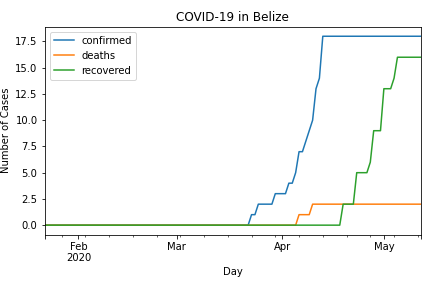 COVID-19 in Belize
confirmed
deaths
recovered
Number of Cases
17.5
15.0
12.5
10.0
7.5
5.0
2.5
0.0
Feb
2020
Mar
Apr
May
Day